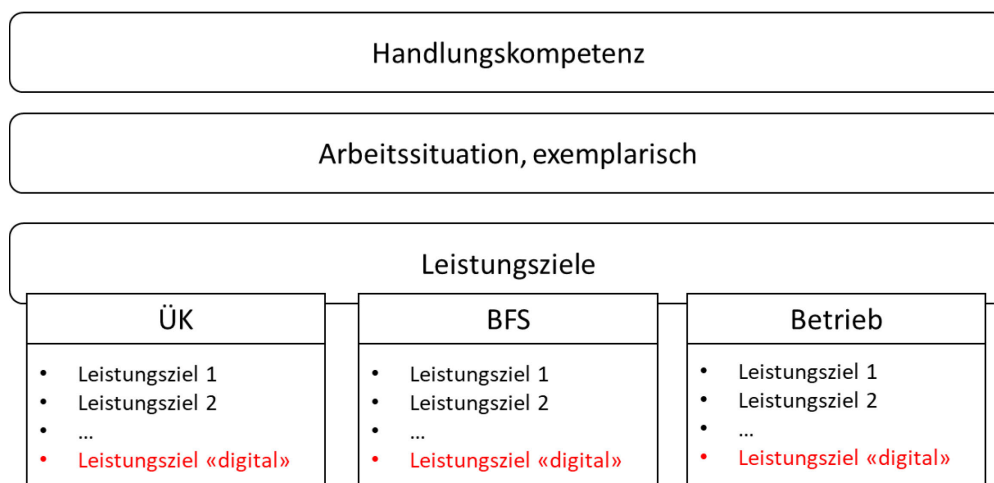 Handlungskompetenz
Arbeitssituation, exemplarisch
Leistungsziele
ÜK
• Leistungsziel 1
• Leistungsziel 2
• ...
• Leistungsziel «digital»
BFS
• Leistungsziel 1
• Leistungsziel 2
• ...
• Leistungsziel «digital»
Betrieb
• Leistungsziel 1
• Leistungsziel 2
• ...
• Leistungsziel «digital»